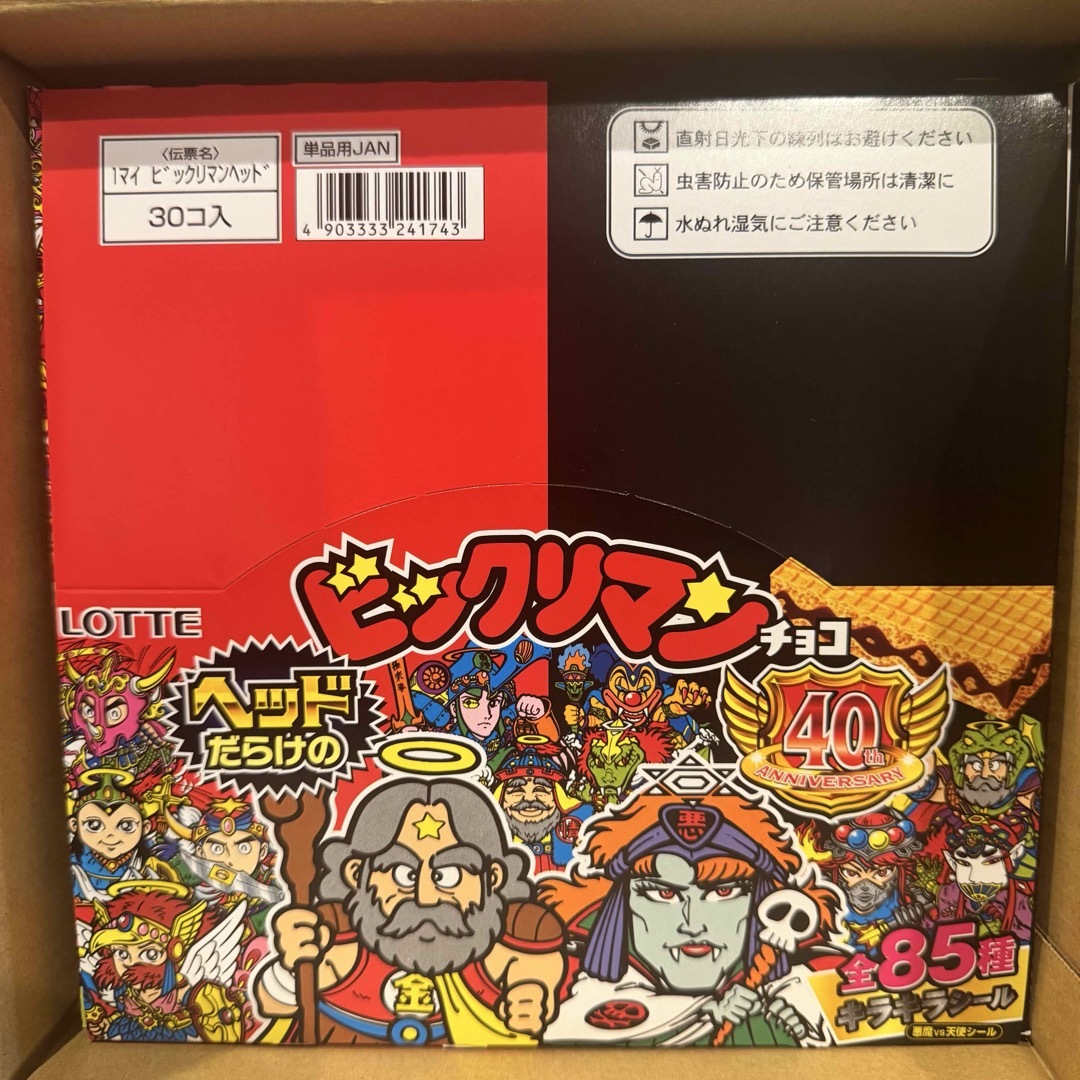 〈伝票名〉
1マイ ビックリマンヘッド
30コ入
単品用JAN
4 903333 241743
直射日光下の陳列はお避けください
虫害防止のため保管場所は清潔に
水ぬれ湿気にご注意ください
LOTTE
ビックリマン
チョコ
ヘッド
だらけの
40th
ANNIVERSARY
悪
金
全85種
キラキラシール
悪魔VS天使シール